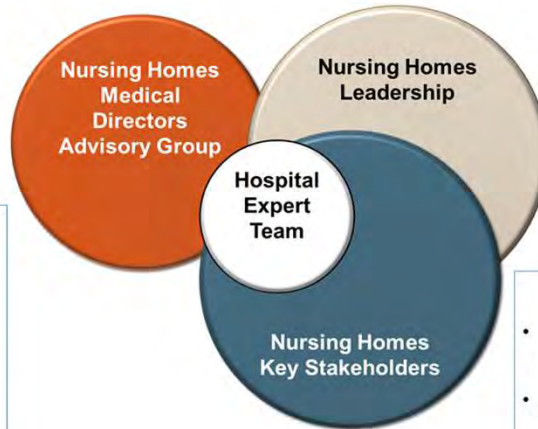 Nursing Homes
Medical
Directors
Advisory Group
Nursing Homes
Leadership
Hospital
Expert
Team
Nursing Homes
Key Stakeholders
•
•